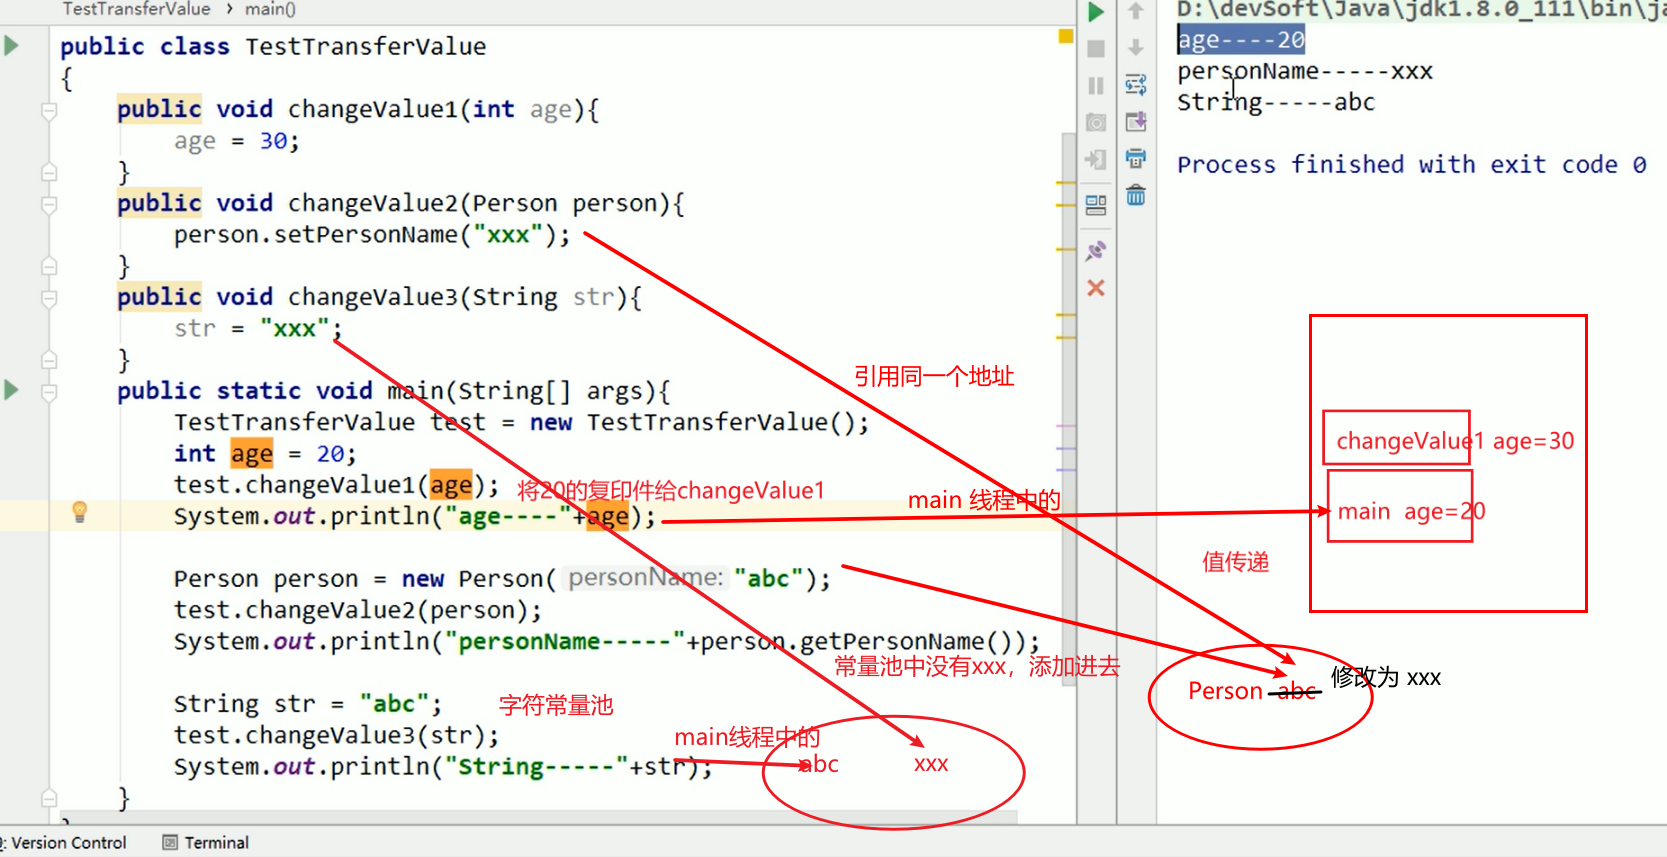 TestTransferValue > main()
public class TestTransferValue
{
public void changeValue1(int age){
age = 30;
}
public void changeValue2(Person person){
person.setPersonName("xxx");
}
public void changeValue3(String str){
str = "xxx";
}
public static void main(String[] args){
TestTransferValue test = new TestTransferValue();
int age = 20;
test.changeValue1(age); 将20的复印件给changeValue1
System.out.println("age----"+age);
Person person = new Person( personName: "abc");
test.changeValue2(person);
System.out.println("personName-----"+person.getPersonName());
常量池中没有xxx，添加进去
String str = "abc"; 字符常量池
test.changeValue3(str);
main线程中的
System.out.println("String-----"+str);
abc xxx
}
引用同一个地址
main 线程中的
值传递
D:\devSoft\Java\jdk1.8.0_111\bin\ja
age----20
personName-----xxx
String-----abc
Process finished with exit code 0
changeValue1 age=30
main age=20
修改为 xxx
Person abc
: Version Control Terminal